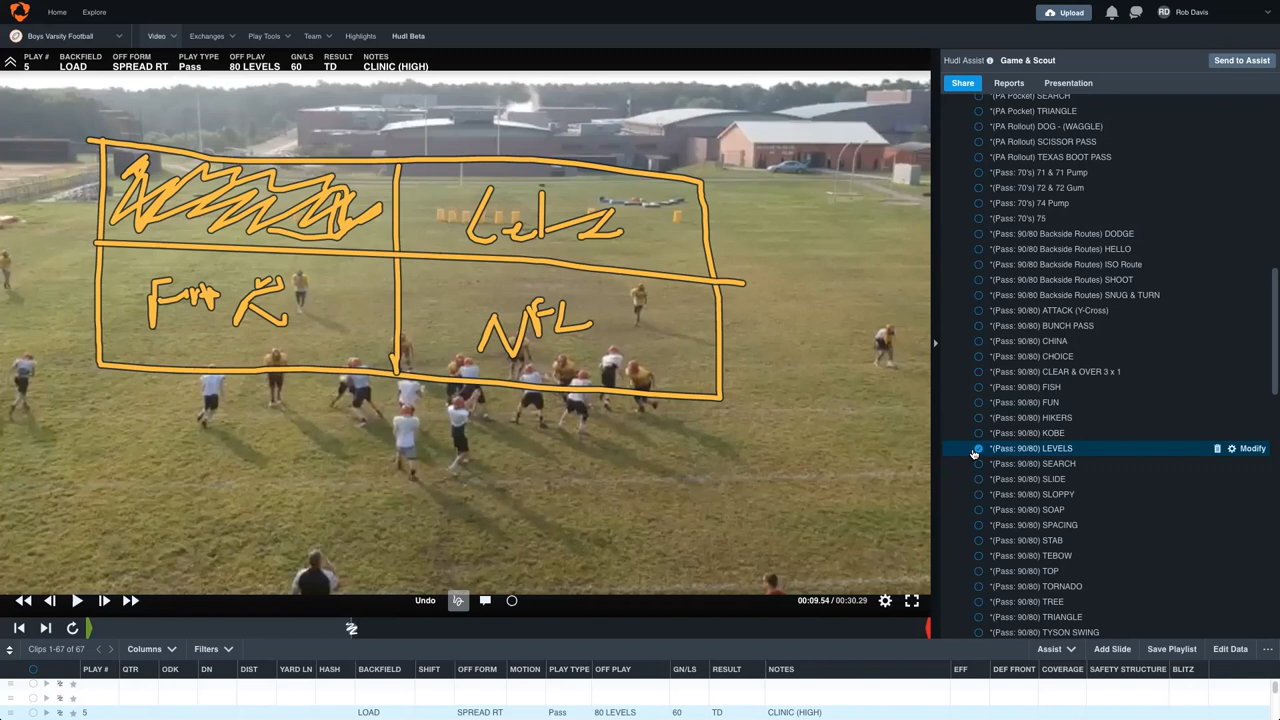 Home
Explore
Upload
RD
Rob Davis
Boys Varsity Football
Video
Exchanges
Play Tools
Team
Highlights
Hudl Beta
PLAY # BACKFIELD OFF FORM PLAY TYPE OFF PLAY GN/LS RESULT NOTES
5 LOAD SPREAD RT Pass 80 LEVELS 60 TD CLINIC (HIGH)
NFL
Undo
00:09.54 / 00:30.29
Hudl Assist
Game & Scout
Send to Assist
Share
Reports
Presentation
*(PA Pocket) SEARCH
*(PA Pocket) TRIANGLE
*(PA Rollout) DOG - (WAGGLE)
*(PA Rollout) SCISSOR PASS
*(PA Rollout) TEXAS BOOT PASS
*(Pass: 70's) 71 & 71 Pump
*(Pass: 70's) 72 & 72 Gum
*(Pass: 70's) 74 Pump
*(Pass: 70's) 75
*(Pass: 90/80 Backside Routes) DODGE
*(Pass: 90/80 Backside Routes) HELLO
*(Pass: 90/80 Backside Routes) ISO Route
*(Pass: 90/80 Backside Routes) SHOOT
*(Pass: 90/80 Backside Routes) SNUG & TURN
*(Pass: 90/80) ATTACK (Y-Cross)
*(Pass: 90/80) BUNCH PASS
*(Pass: 90/80) CHINA
*(Pass: 90/80) CHOICE
*(Pass: 90/80) CLEAR & OVER 3 x 1
*(Pass: 90/80) FISH
*(Pass: 90/80) FUN
*(Pass: 90/80) HIKERS
*(Pass: 90/80) KOBE
*(Pass: 90/80) LEVELS
Modify
*(Pass: 90/80) SEARCH
*(Pass: 90/80) SLIDE
*(Pass: 90/80) SLOPPY
*(Pass: 90/80) SOAP
*(Pass: 90/80) SPACING
*(Pass: 90/80) STAB
*(Pass: 90/80) TEBOW
*(Pass: 90/80) TOP
*(Pass: 90/80) TORNADO
*(Pass: 90/80) TREE
*(Pass: 90/80) TRIANGLE
*(Pass: 90/80) TYSON SWING
Clips 1-67 of 67
Columns
Filters
Assist
Add Slide
Save Playlist
Edit Data
PLAY # QTR ODK DN DIST YARD LN HASH BACKFIELD SHIFT OFF FORM MOTION PLAY TYPE OFF PLAY GN/LS RESULT NOTES EFF DEF FRONT COVERAGE SAFETY STRUCTURE BLITZ
5 LOAD SPREAD RT Pass 80 LEVELS 60 TD CLINIC (HIGH)